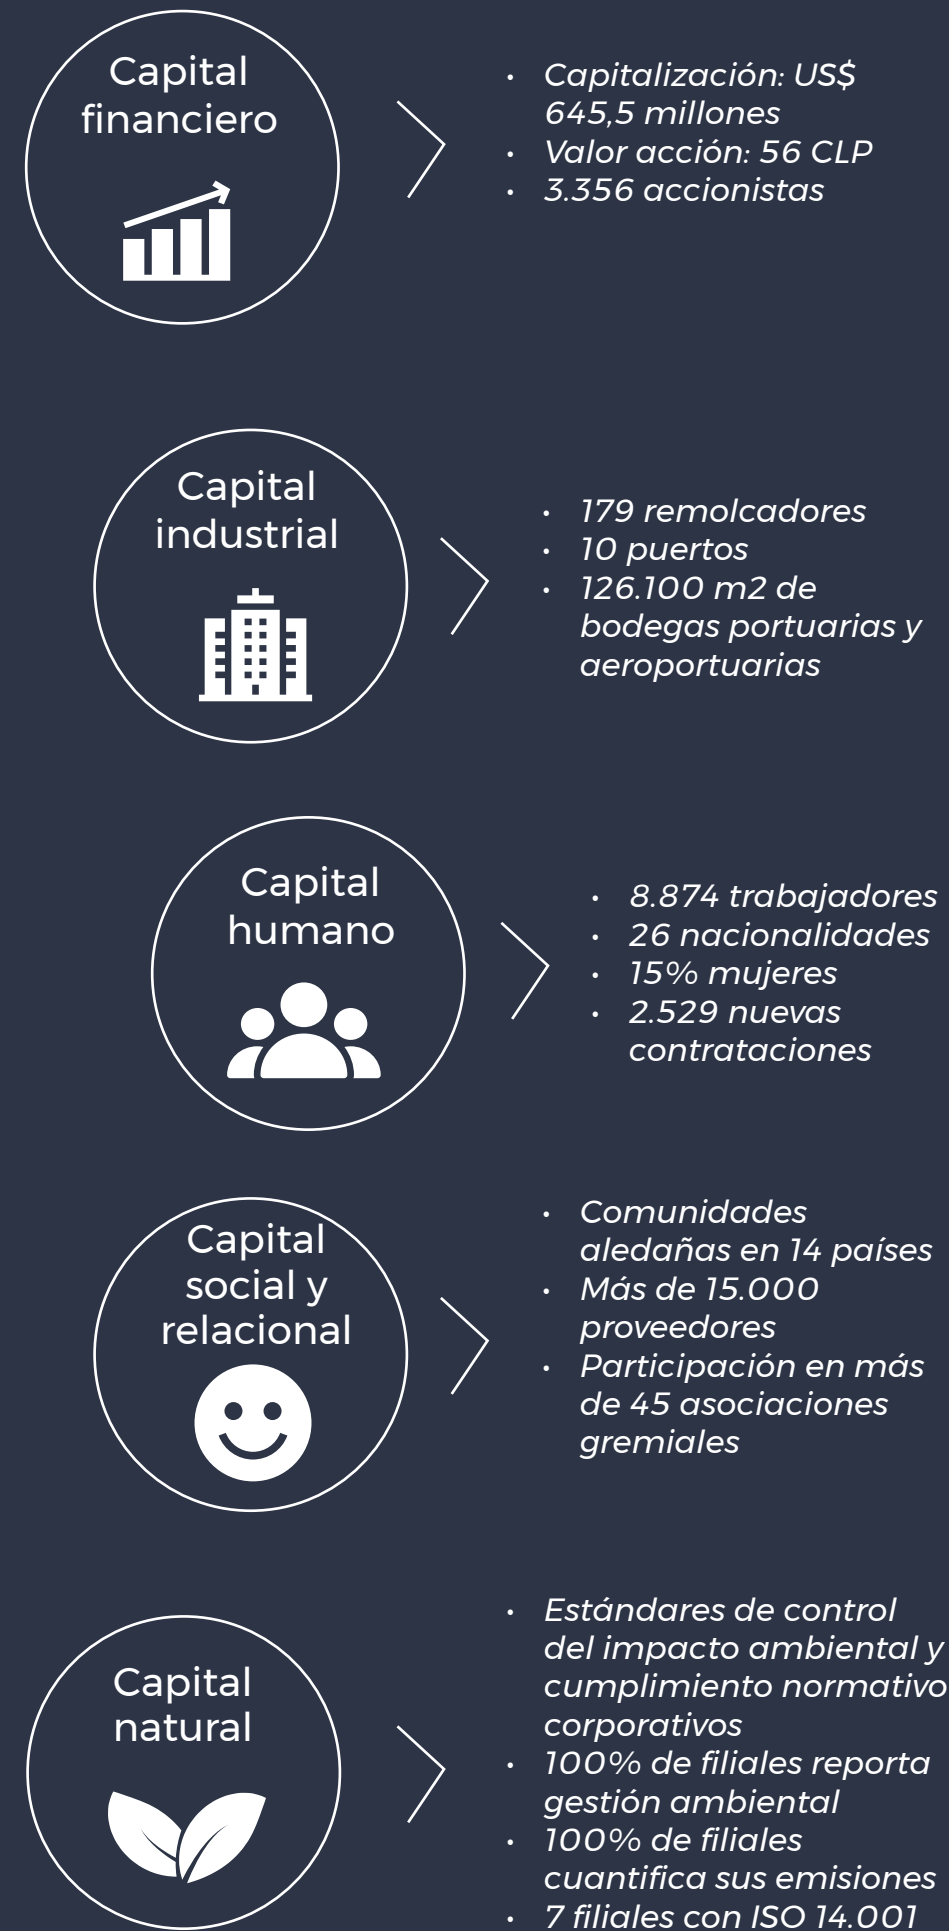 Capital
financiero
• Capitalización: US$
645,5 millones
• Valor acción: 56 CLP
• 3.356 accionistas
Capital
industrial
• 179 remolcadores
• 10 puertos
• 126.100 m2 de
bodegas portuarias y
aeroportuarias
Capital
humano
• 8.874 trabajadores
• 26 nacionalidades
• 15% mujeres
• 2.529 nuevas
contrataciones
Capital
social y
relacional
• Comunidades
aledañas en 14 países
• Más de 15.000
proveedores
• Participación en más
de 45 asociaciones
gremiales
Capital
natural
• Estándares de control
del impacto ambiental y
cumplimiento normativo
corporativos
• 100% de filiales reporta
gestión ambiental
• 100% de filiales
cuantifica sus emisiones
• 7 filiales con ISO 14.001